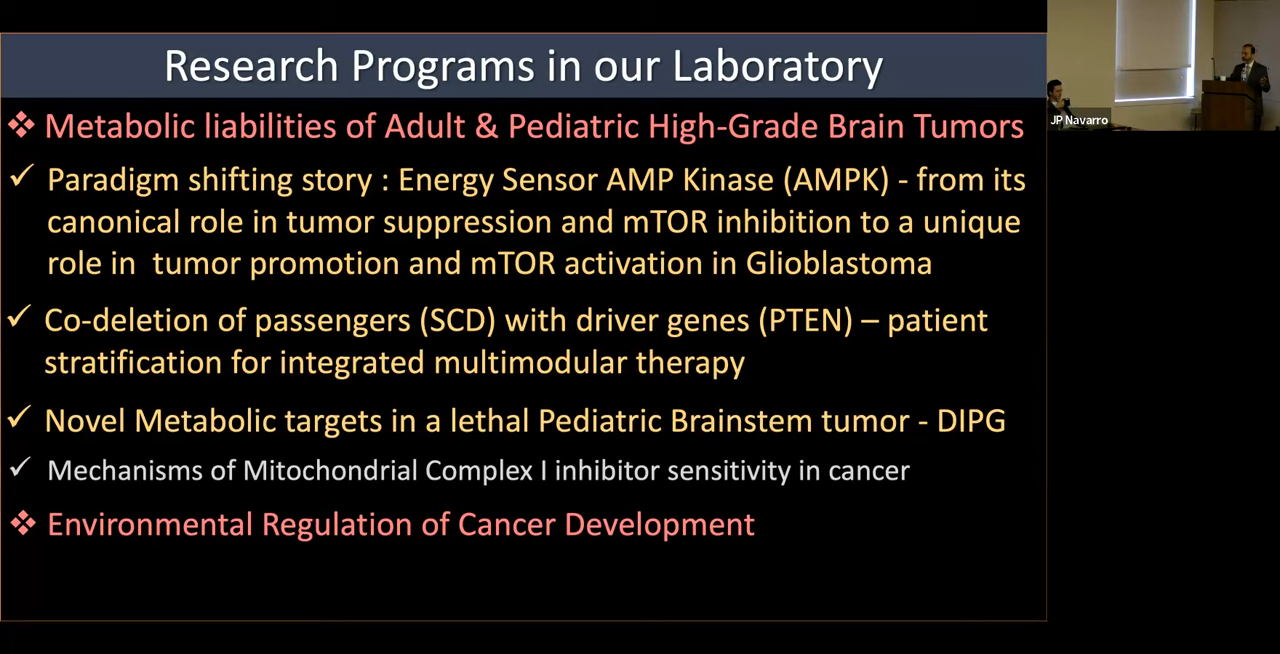 Research Programs in our Laboratory
❖ Metabolic liabilities of Adult & Pediatric High-Grade Brain Tumors
✓ Paradigm shifting story : Energy Sensor AMP Kinase (AMPK) - from its
canonical role in tumor suppression and mTOR inhibition to a unique
role in tumor promotion and mTOR activation in Glioblastoma
✓ Co-deletion of passengers (SCD) with driver genes (PTEN) – patient
stratification for integrated multimodular therapy
✓ Novel Metabolic targets in a lethal Pediatric Brainstem tumor - DIPG
✓ Mechanisms of Mitochondrial Complex I inhibitor sensitivity in cancer
❖ Environmental Regulation of Cancer Development
JP Navarro